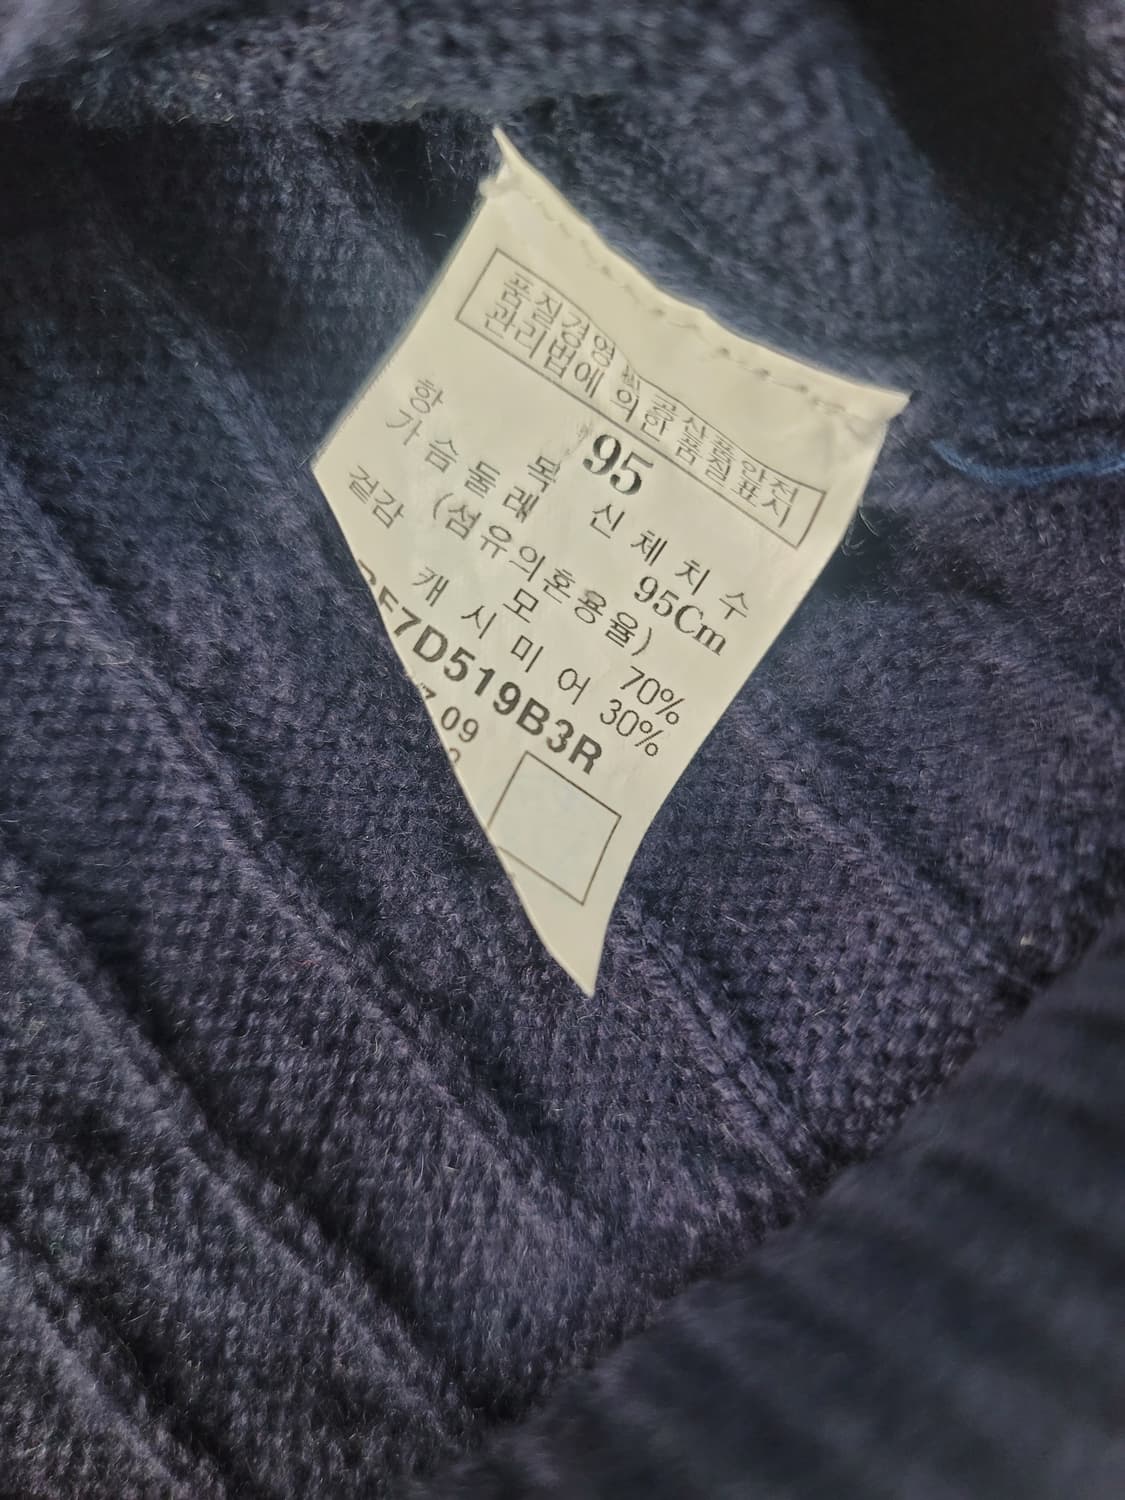 품질경영 및 공산품안전
관리법에 의한 품질표시
95
항 목 신체치수
가슴둘레 95Cm
(섬유의혼용율)
겉감 모 70%
캐시미어 30%
F7D519B3R
09